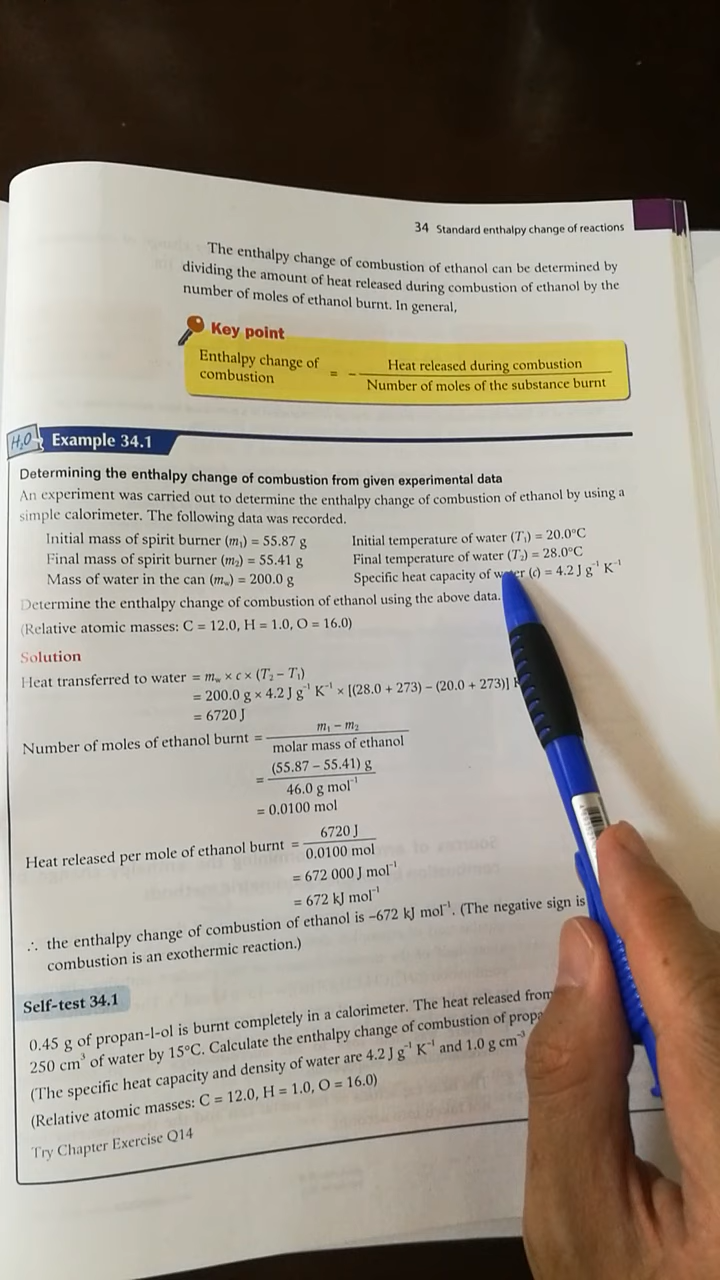 34 Standard enthalpy change of reactions
The enthalpy change of combustion of ethanol can be determined by
dividing the amount of heat released during combustion of ethanol by the
number of moles of ethanol burnt. In general,
Key point
Enthalpy change of combustion = – Heat released during combustion / Number of moles of the substance burnt
H₂O Example 34.1
Determining the enthalpy change of combustion from given experimental data
An experiment was carried out to determine the enthalpy change of combustion of ethanol by using a
simple calorimeter. The following data was recorded.
Initial mass of spirit burner (m₁) = 55.87 g Initial temperature of water (T₁) = 20.0°C
Final mass of spirit burner (m₂) = 55.41 g Final temperature of water (T₂) = 28.0°C
Mass of water in the can (mw) = 200.0 g Specific heat capacity of water (c) = 4.2 J g⁻¹ K⁻¹
Determine the enthalpy change of combustion of ethanol using the above data.
(Relative atomic masses: C = 12.0, H = 1.0, O = 16.0)
Solution
Heat transferred to water = mw × c × (T₂ – T₁)
= 200.0 g × 4.2 J g⁻¹ K⁻¹ × [(28.0 + 273) – (20.0 + 273)]
= 6720 J
Number of moles of ethanol burnt = m₁ – m₂ / molar mass of ethanol
= (55.87 – 55.41) g / 46.0 g mol⁻¹
= 0.0100 mol
Heat released per mole of ethanol burnt = 6720 J / 0.0100 mol
= 672 000 J mol⁻¹
= 672 kJ mol⁻¹
∴ the enthalpy change of combustion of ethanol is –672 kJ mol⁻¹. (The negative sign is
combustion is an exothermic reaction.)
Self-test 34.1
0.45 g of propan-l-ol is burnt completely in a calorimeter. The heat released from
250 cm³ of water by 15°C. Calculate the enthalpy change of combustion of
(The specific heat capacity and density of water are 4.2 J g⁻¹ K⁻¹ and 1.0 g cm⁻³
(Relative atomic masses: C = 12.0, H = 1.0, O = 16.0)
Try Chapter Exercise Q14